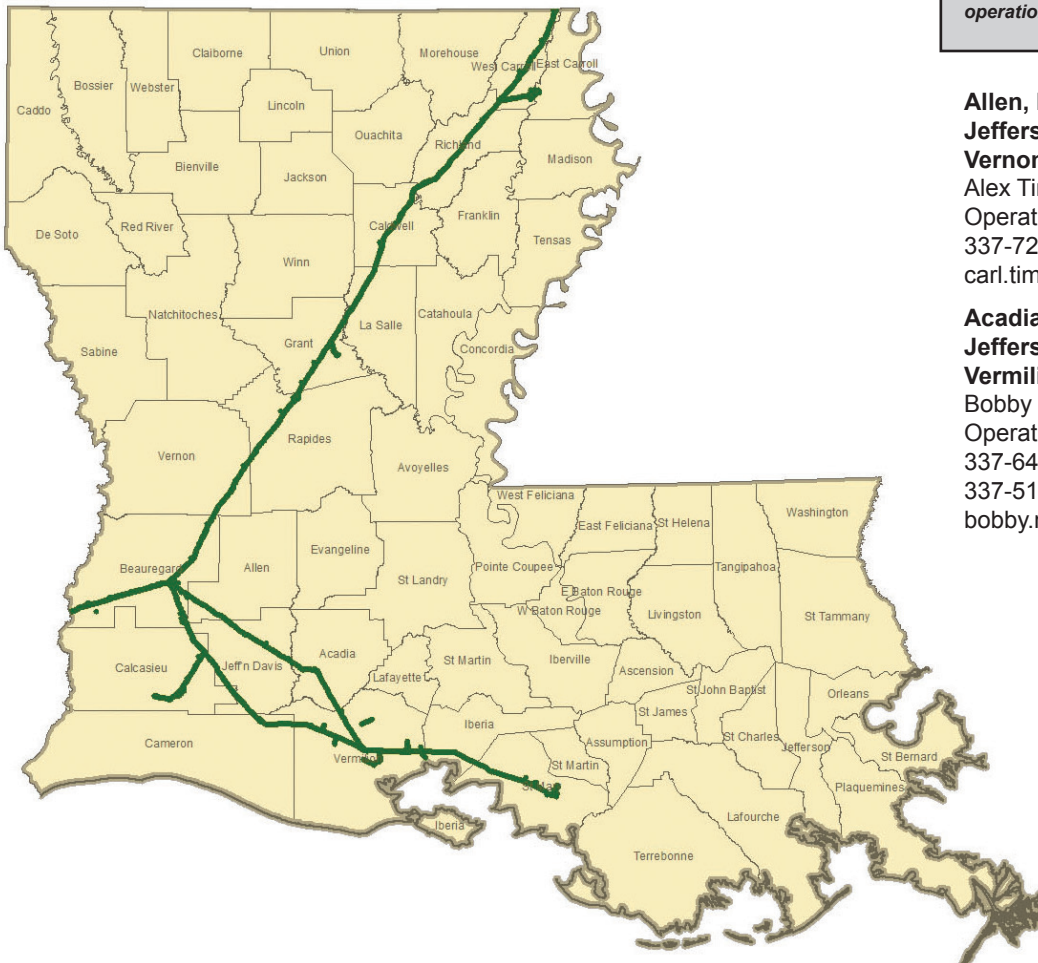 Claiborne
Union
Morehouse
West Carroll
East Carroll
Bossier
Webster
Caddo
Lincoln
Ouachita
Richland
Madison
Bienville
Jackson
Franklin
Caldwell
Red River
De Soto
Tensas
Winn
Natchitoches
La Salle
Catahoula
Grant
Concordia
Sabine
Rapides
Vernon
Avoyelles
West Feliciana
East Feliciana
St Helena
Washington
Evangeline
Beauregard
Allen
St Landry
Pointe Coupee
Tangipahoa
E Baton Rouge
W Baton Rouge
Livingston
St Tammany
Calcasieu
Jeff'n Davis
Acadia
Lafayette
St Martin
Iberville
Ascension
St John Baptist
Orleans
St James
Iberia
Cameron
Assumption
St Charles
Jefferson
St Bernard
St Martin
Plaquemines
Lafourche
Iberia
Terrebonne
operatio
Allen,
Jeffers
Vernon
Alex Ti
Operat
337-72
carl.tim
Acadia
Jeffers
Vermili
Bobby
Operat
337-64
337-51
bobby.